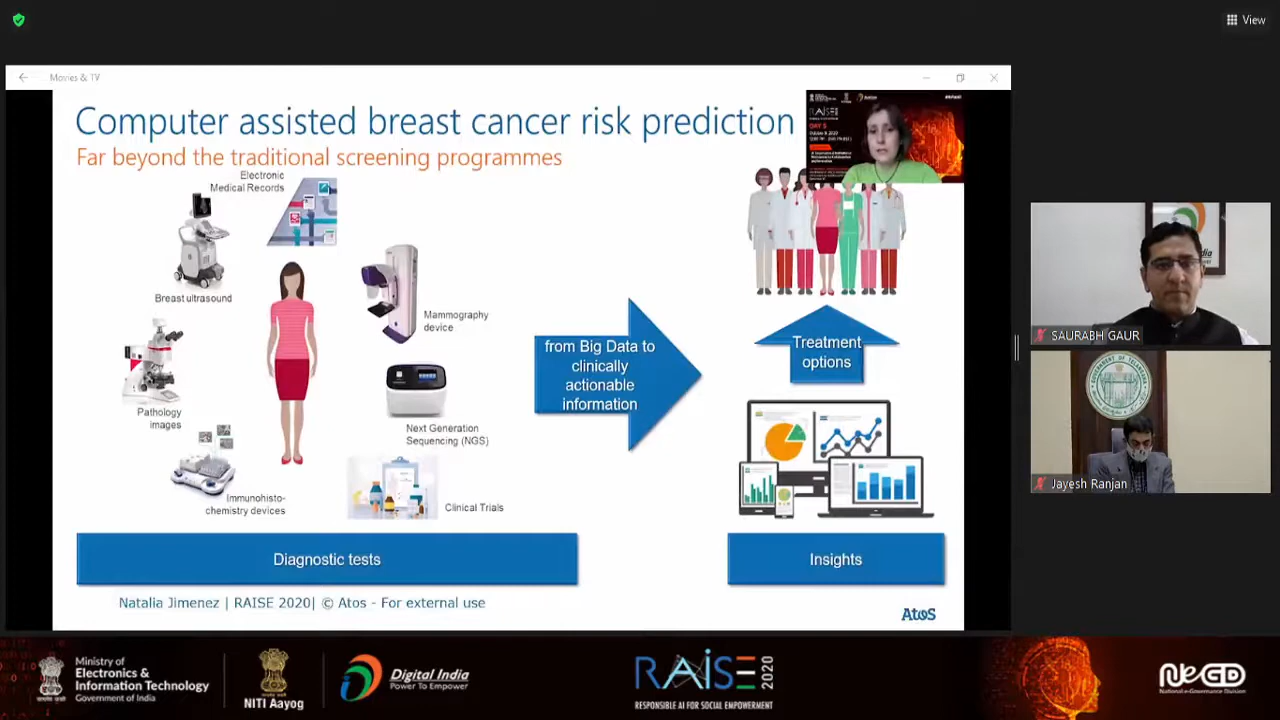 View
Movies & TV
Computer assisted breast cancer risk prediction
Far beyond the traditional screening programmes
Electronic
Medical Records
Breast ultrasound
Mammography
device
Pathology
images
Next Generation
Sequencing (NGS)
Immunohisto-
chemistry devices
Clinical Trials
from Big Data to
clinically
actionable
information
Treatment
options
Diagnostic tests
Insights
Natalia Jimenez | RAISE 2020| © Atos - For external use
Atos
RAISE
DAY 5
SAURABH GAUR
Jayesh Ranjan
Ministry of
Electronics &
Information Technology
Government of India
NITI Aayog
Digital India
Power To Empower
RAISE 2020
RESPONSIBLE AI FOR SOCIAL EMPOWERMENT
NeGD
National e-Governance Division